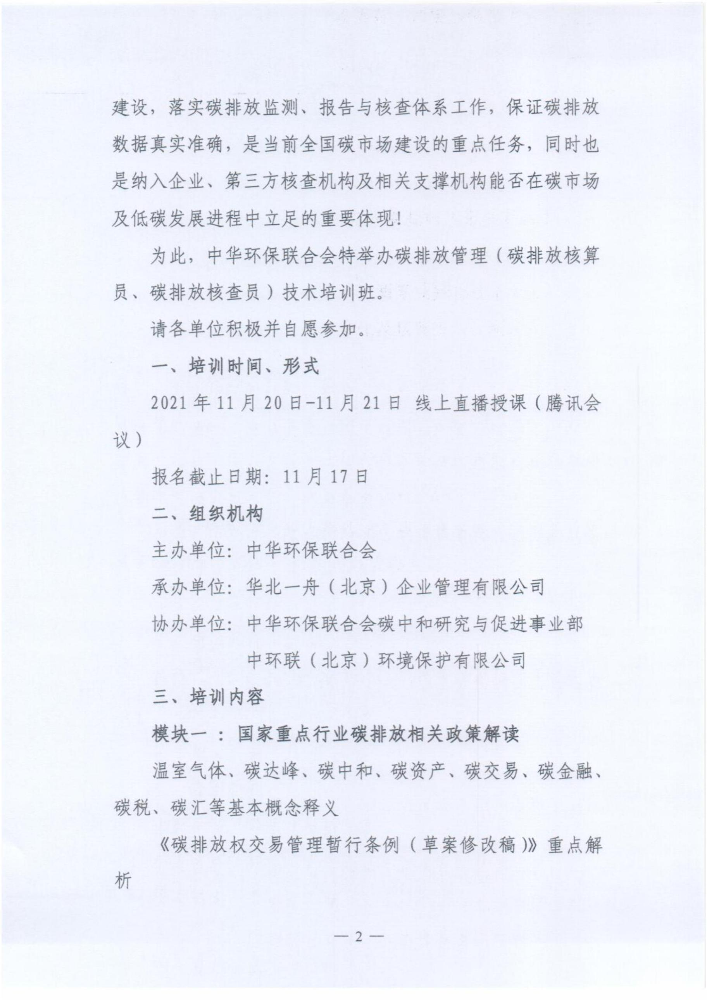 建设，落实碳排放监测、报告与核查体系工作，保证碳排放
数据真实准确，是当前全国碳市场建设的重点任务，同时也
是纳入企业、第三方核查机构及相关支撑机构能否在碳市场
及低碳发展进程中立足的重要体现！
为此，中华环保联合会特举办碳排放管理（碳排放核算
员、碳排放核查员）技术培训班。
请各单位积极并自愿参加。
一、培训时间、形式
2021年11月20日-11月21日 线上直播授课（腾讯会
议）
报名截止日期：11月17日
二、组织机构
主办单位：中华环保联合会
承办单位：华北一舟（北京）企业管理有限公司
协办单位：中华环保联合会碳中和研究与促进事业部
中环联（北京）环境保护有限公司
三、培训内容
模块一 ：国家重点行业碳排放相关政策解读
温室气体、碳达峰、碳中和、碳资产、碳交易、碳金融、
碳税、碳汇等基本概念释义
《碳排放权交易管理暂行条例（草案修改稿）》重点解
析
— 2 —